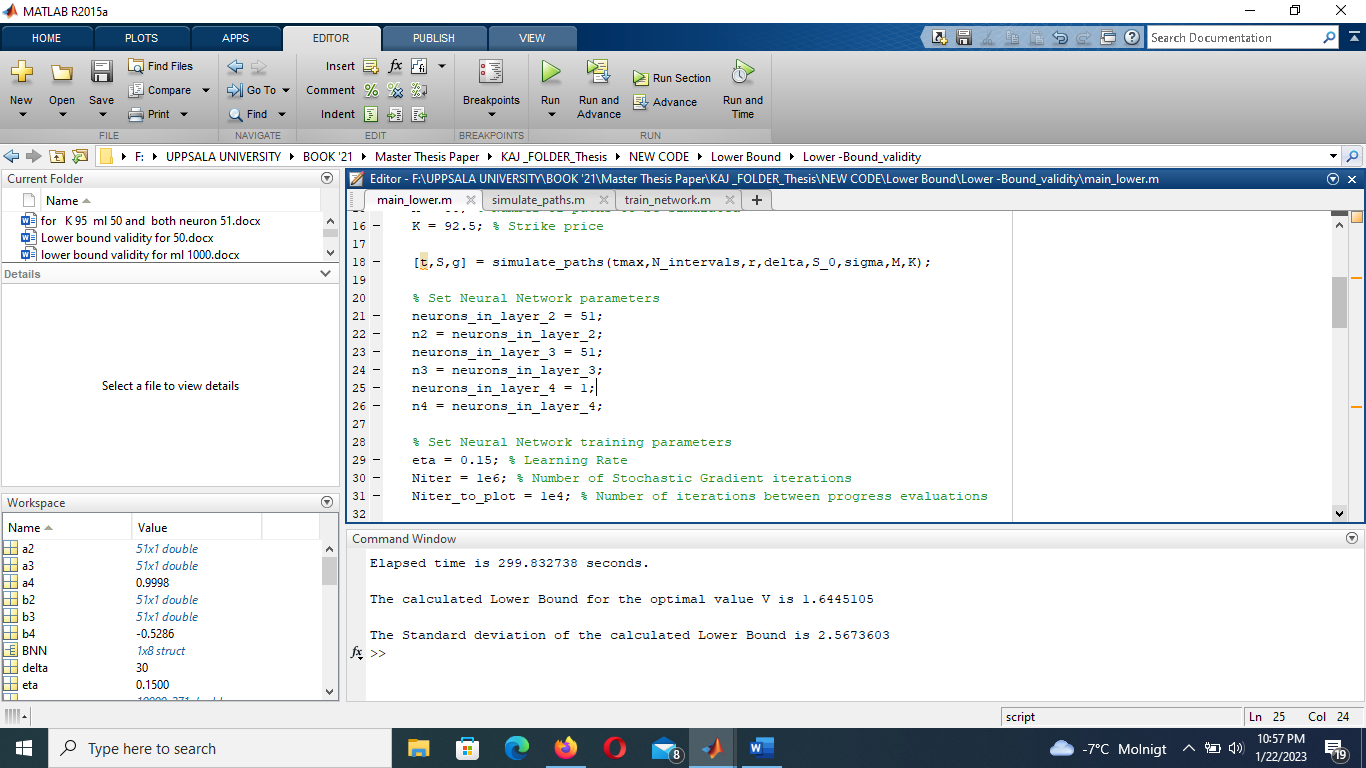 MATLAB R2015a
HOME PLOTS APPS EDITOR PUBLISH VIEW
Search Documentation
New Open Save Find Files Compare Print
Go To Find
Insert fx
Comment
Indent
Breakpoints
Run Run and Advance Run Section Advance Run and Time
FILE NAVIGATE EDIT BREAKPOINTS RUN
F: UPPSALA UNIVERSITY BOOK '21 Master Thesis Paper KAJ _FOLDER_Thesis NEW CODE Lower Bound Lower -Bound_validity
Current Folder
Name
for K 95 ml 50 and both neuron 51.docx
Lower bound validity for 50.docx
lower bound validity for ml 1000.docx
Details
Select a file to view details
Workspace
Name Value
a2 51x1 double
a3 51x1 double
a4 0.9998
b2 51x1 double
b3 51x1 double
b4 -0.5286
BNN 1x8 struct
delta 30
eta 0.1500
Editor - F:\UPPSALA UNIVERSITY\BOOK '21\Master Thesis Paper\KAJ _FOLDER_Thesis\NEW CODE\Lower Bound\Lower -Bound_validity\main_lower.m
main_lower.m simulate_paths.m train_network.m
16 K = 92.5; % Strike price
17
18 [t,S,g] = simulate_paths(tmax,N_intervals,r,delta,S_0,sigma,M,K);
19
20 % Set Neural Network parameters
21 neurons_in_layer_2 = 51;
22 n2 = neurons_in_layer_2;
23 neurons_in_layer_3 = 51;
24 n3 = neurons_in_layer_3;
25 neurons_in_layer_4 = 1;
26 n4 = neurons_in_layer_4;
27
28 % Set Neural Network training parameters
29 eta = 0.15; % Learning Rate
30 Niter = 1e6; % Number of Stochastic Gradient iterations
31 Niter_to_plot = 1e4; % Number of iterations between progress evaluations
32
Command Window
Elapsed time is 299.832738 seconds.
The calculated Lower Bound for the optimal value V is 1.6445105
The Standard deviation of the calculated Lower Bound is 2.5673603
fx >>
script Ln 25 Col 24
Type here to search
8
-7°C Molnigt
10:57 PM
1/22/2023
19